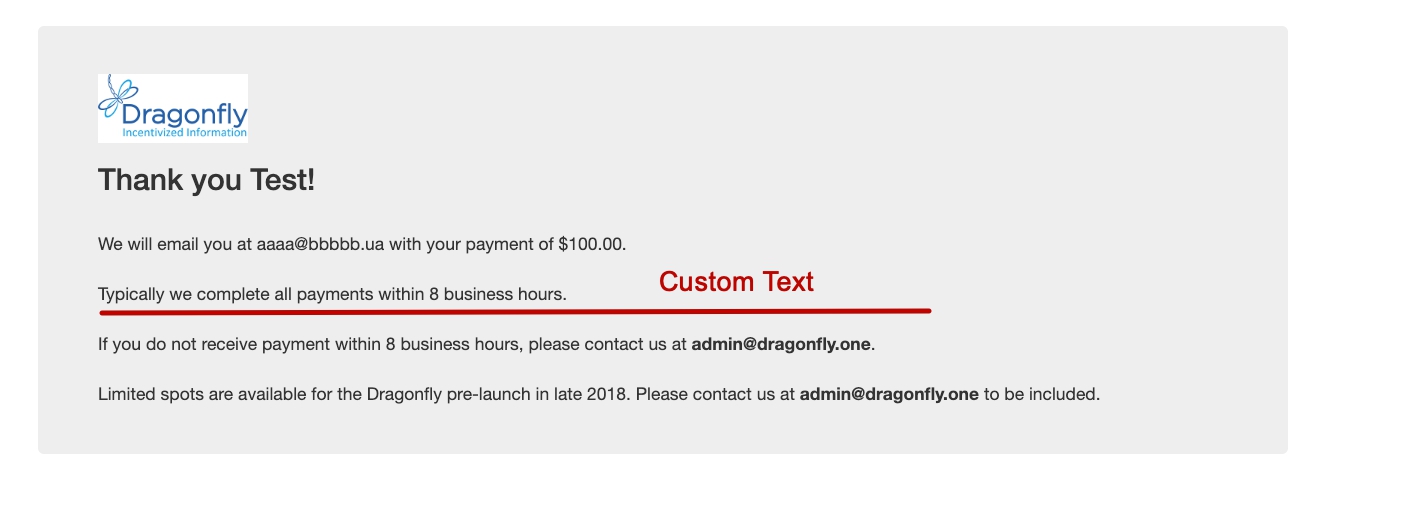 Dragonfly
Incentivized Information
Thank you Test!
We will email you at aaaa@bbbbb.ua with your payment of $100.00.
Custom Text
Typically we complete all payments within 8 business hours.
If you do not receive payment within 8 business hours, please contact us at admin@dragonfly.one.
Limited spots are available for the Dragonfly pre-launch in late 2018. Please contact us at admin@dragonfly.one to be included.